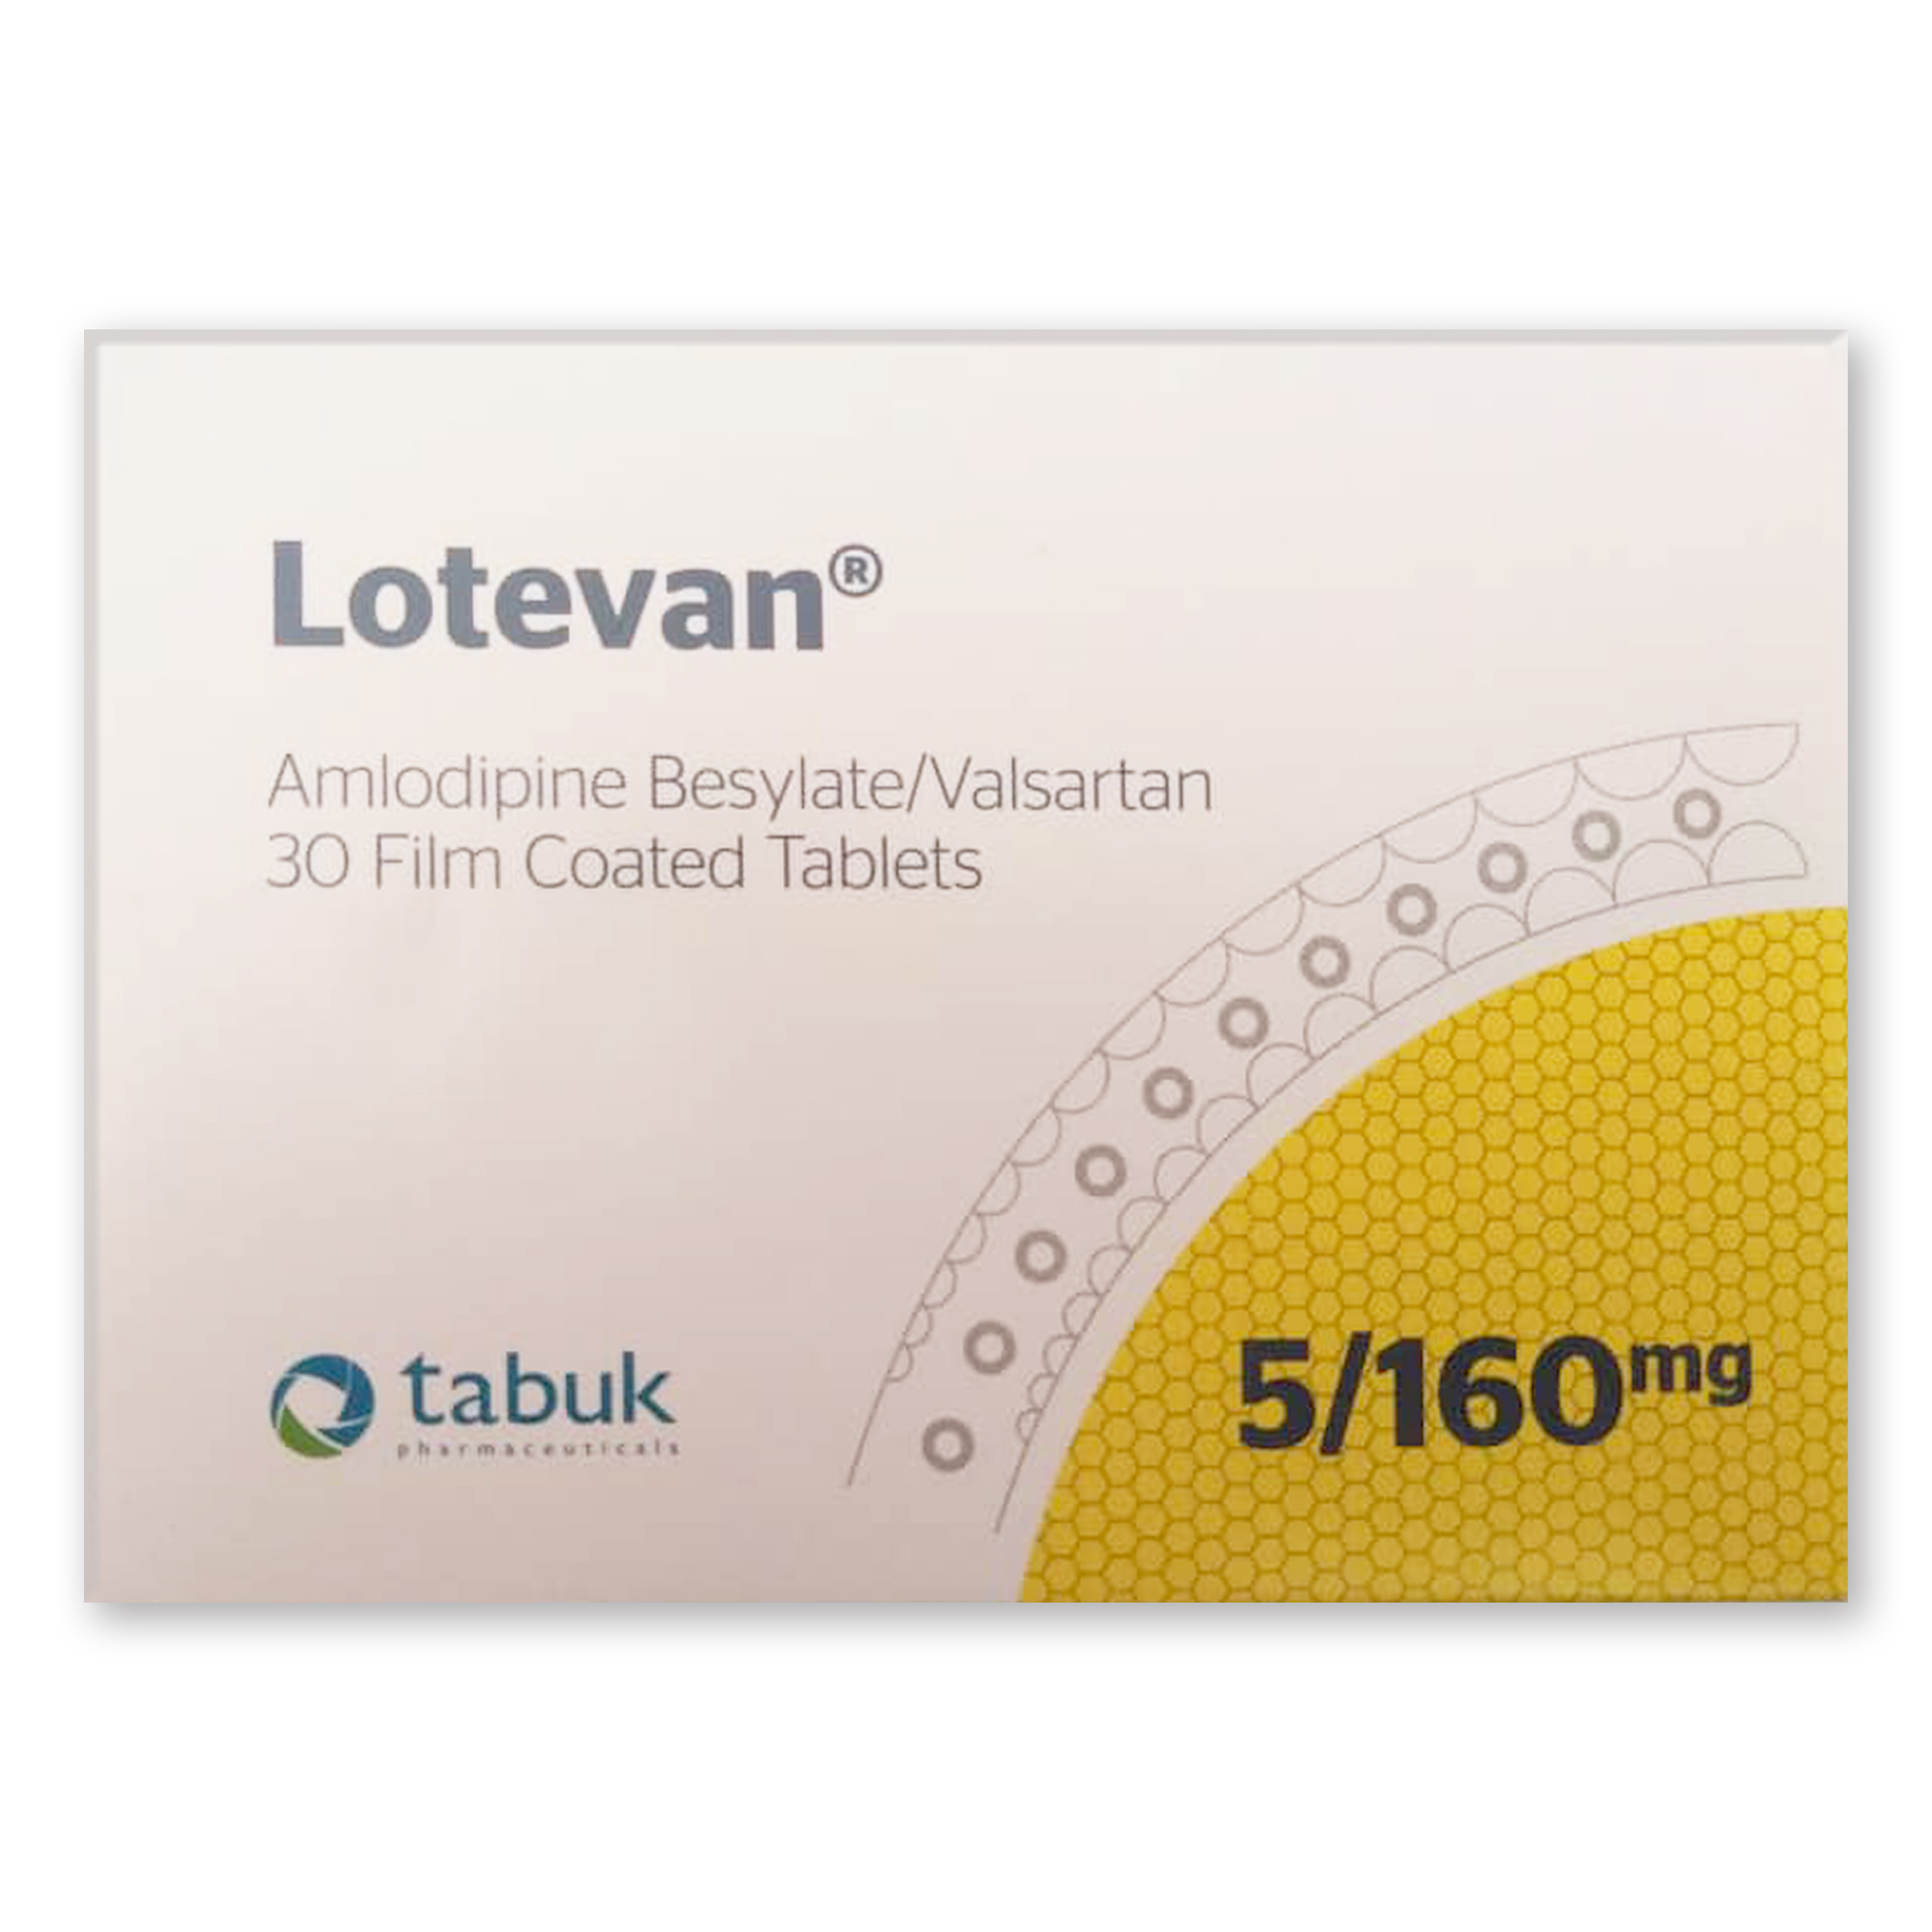 Lotevan®
Amlodipine Besylate/Valsartan
30 Film Coated Tablets
tabuk
pharmaceuticals
5/160mg